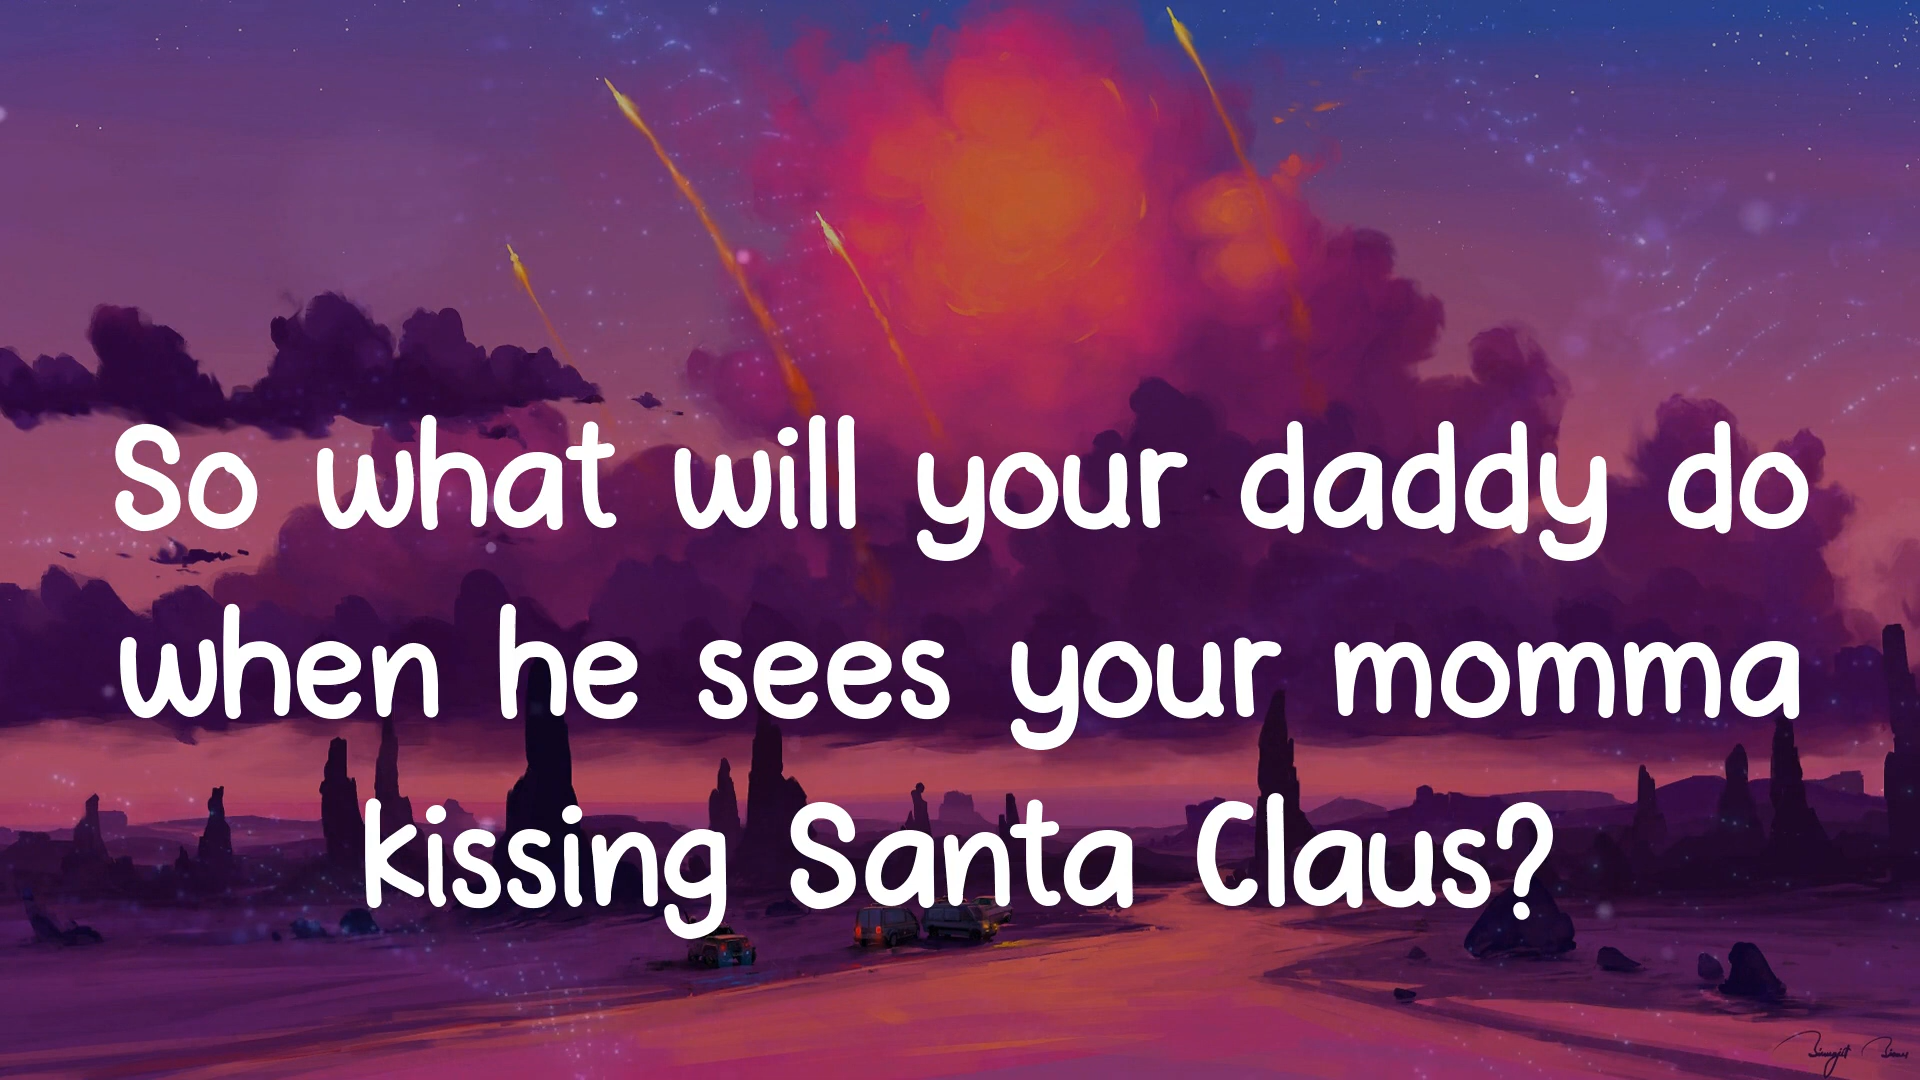 So what will your daddy do
when he sees your momma
kissing Santa Claus?